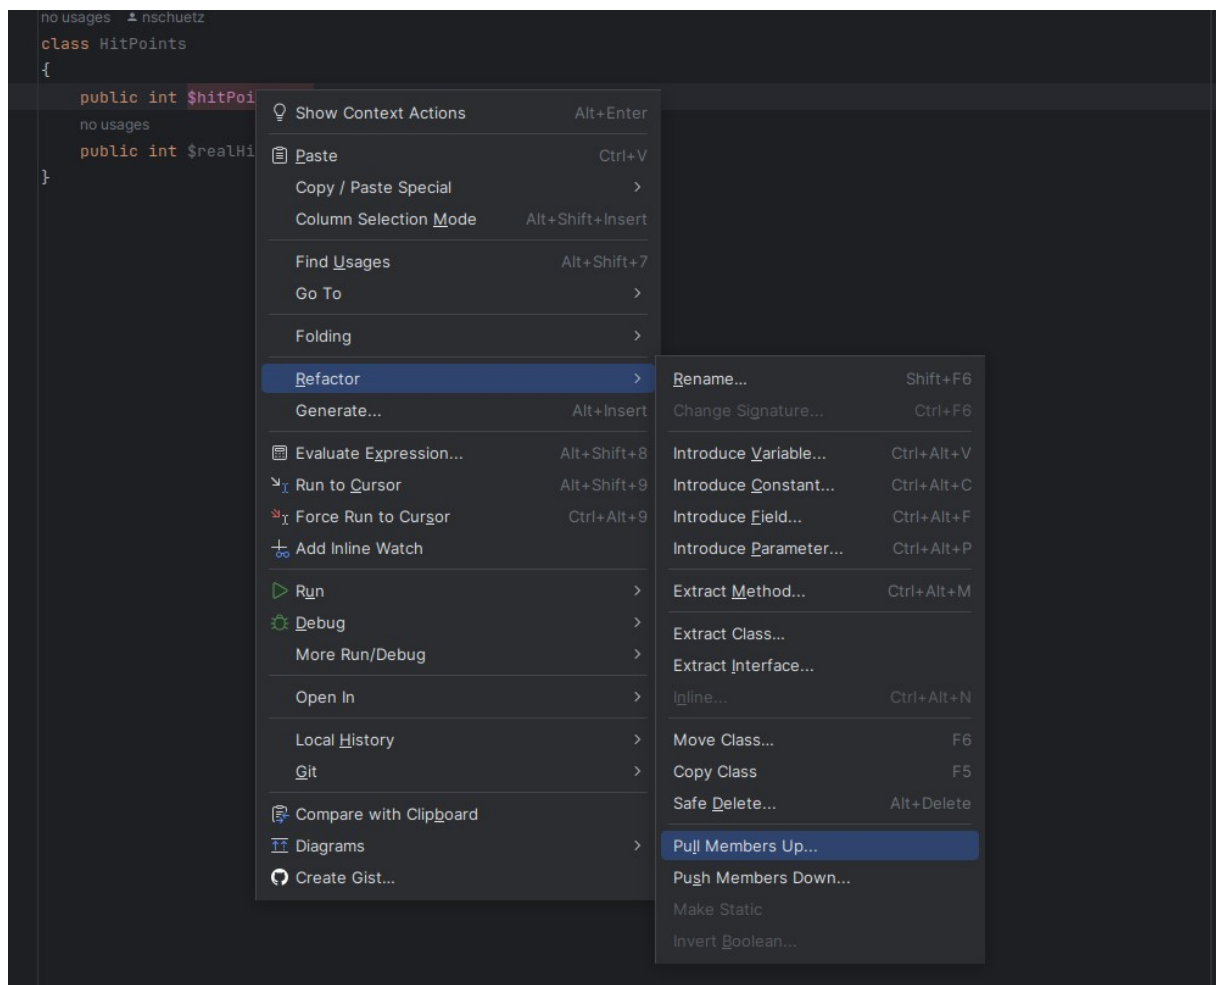 no usages nschuetz
class HitPoints
{
public int $hitPoi
no usages
public int $realHi
}
Show Context Actions Alt+Enter
Paste Ctrl+V
Copy / Paste Special
Column Selection Mode Alt+Shift+Insert
Find Usages Alt+Shift+7
Go To
Folding
Refactor
Generate... Alt+Insert
Evaluate Expression... Alt+Shift+8
Run to Cursor Alt+Shift+9
Force Run to Cursor Ctrl+Alt+9
Add Inline Watch
Run
Debug
More Run/Debug
Open In
Local History
Git
Compare with Clipboard
Diagrams
Create Gist...
Rename... Shift+F6
Change Signature... Ctrl+F6
Introduce Variable... Ctrl+Alt+V
Introduce Constant... Ctrl+Alt+C
Introduce Field... Ctrl+Alt+F
Introduce Parameter... Ctrl+Alt+P
Extract Method... Ctrl+Alt+M
Extract Class...
Extract Interface...
Inline... Ctrl+Alt+N
Move Class... F6
Copy Class F5
Safe Delete... Alt+Delete
Pull Members Up...
Push Members Down...
Make Static
Invert Boolean...